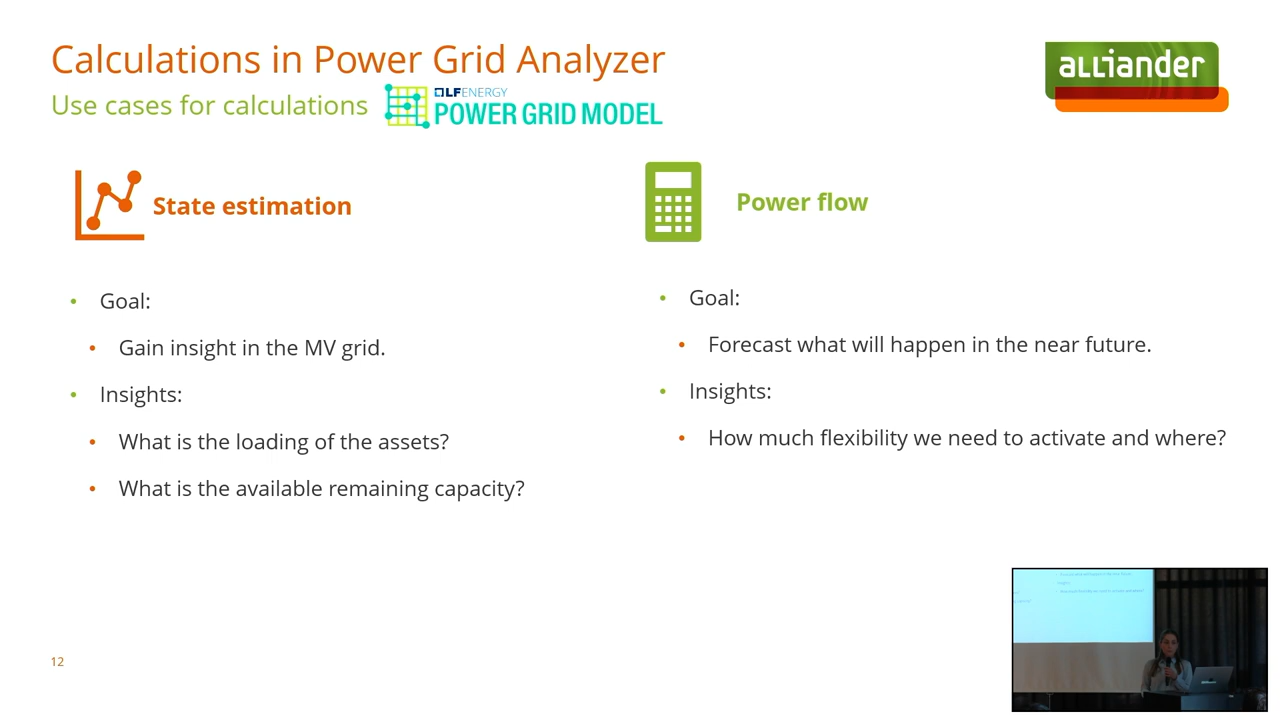 Calculations in Power Grid Analyzer
Use cases for calculations
LFENERGY
POWER GRID MODEL
alliander
State estimation
• Goal:
• Gain insight in the MV grid.
• Insights:
• What is the loading of the assets?
• What is the available remaining capacity?
Power flow
• Goal:
• Forecast what will happen in the near future.
• Insights:
• How much flexibility we need to activate and where?
12